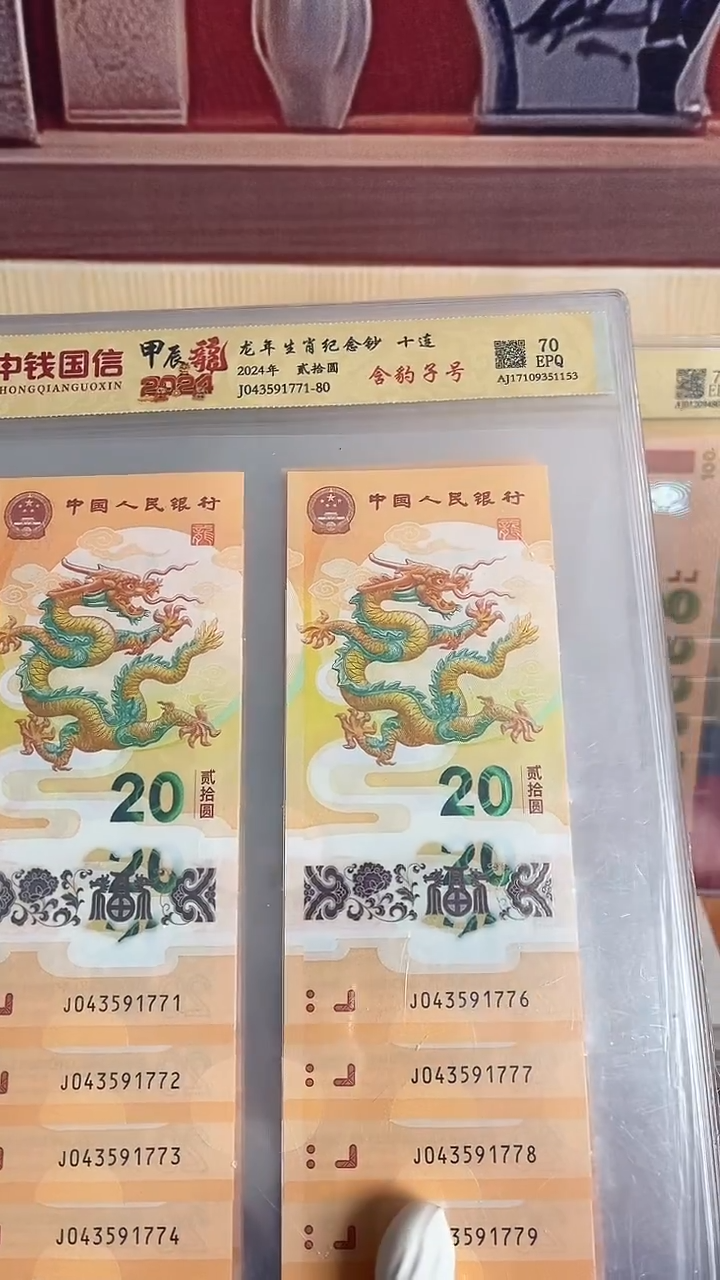 中钱国信
HONGQIANGUOXIN
甲辰龍
2024
龙年生肖纪念钞 十连
2024年 贰拾圆
J043591771-80
含豹子号
70
EPQ
AJ17109351153
中国人民银行
20
贰拾圆
J043591771
J043591772
J043591773
J043591774
中国人民银行
20
贰拾圆
J043591776
J043591777
J043591778
3591779
100